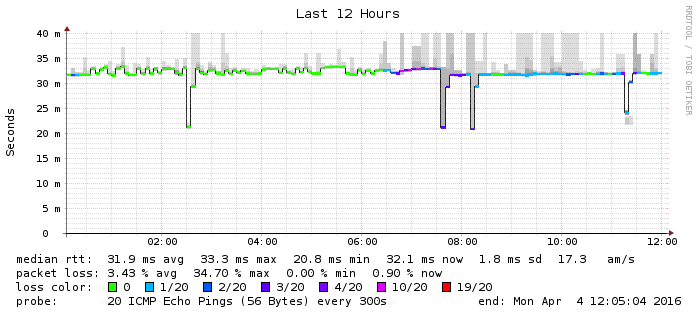 Last 12 Hours
RRDTOOL / TOBI OETIKER
Seconds
40 m
35 m
30 m
25 m
20 m
15 m
10 m
5 m
0
02:00 04:00 06:00 08:00 10:00 12:00
median rtt: 31.9 ms avg 33.3 ms max 20.8 ms min 32.1 ms now 1.8 ms sd 17.3 am/s
packet loss: 3.43 % avg 34.70 % max 0.00 % min 0.90 % now
loss color: 0 1/20 2/20 3/20 4/20 10/20 19/20
probe: 20 ICMP Echo Pings (56 Bytes) every 300s end: Mon Apr 4 12:05:04 2016